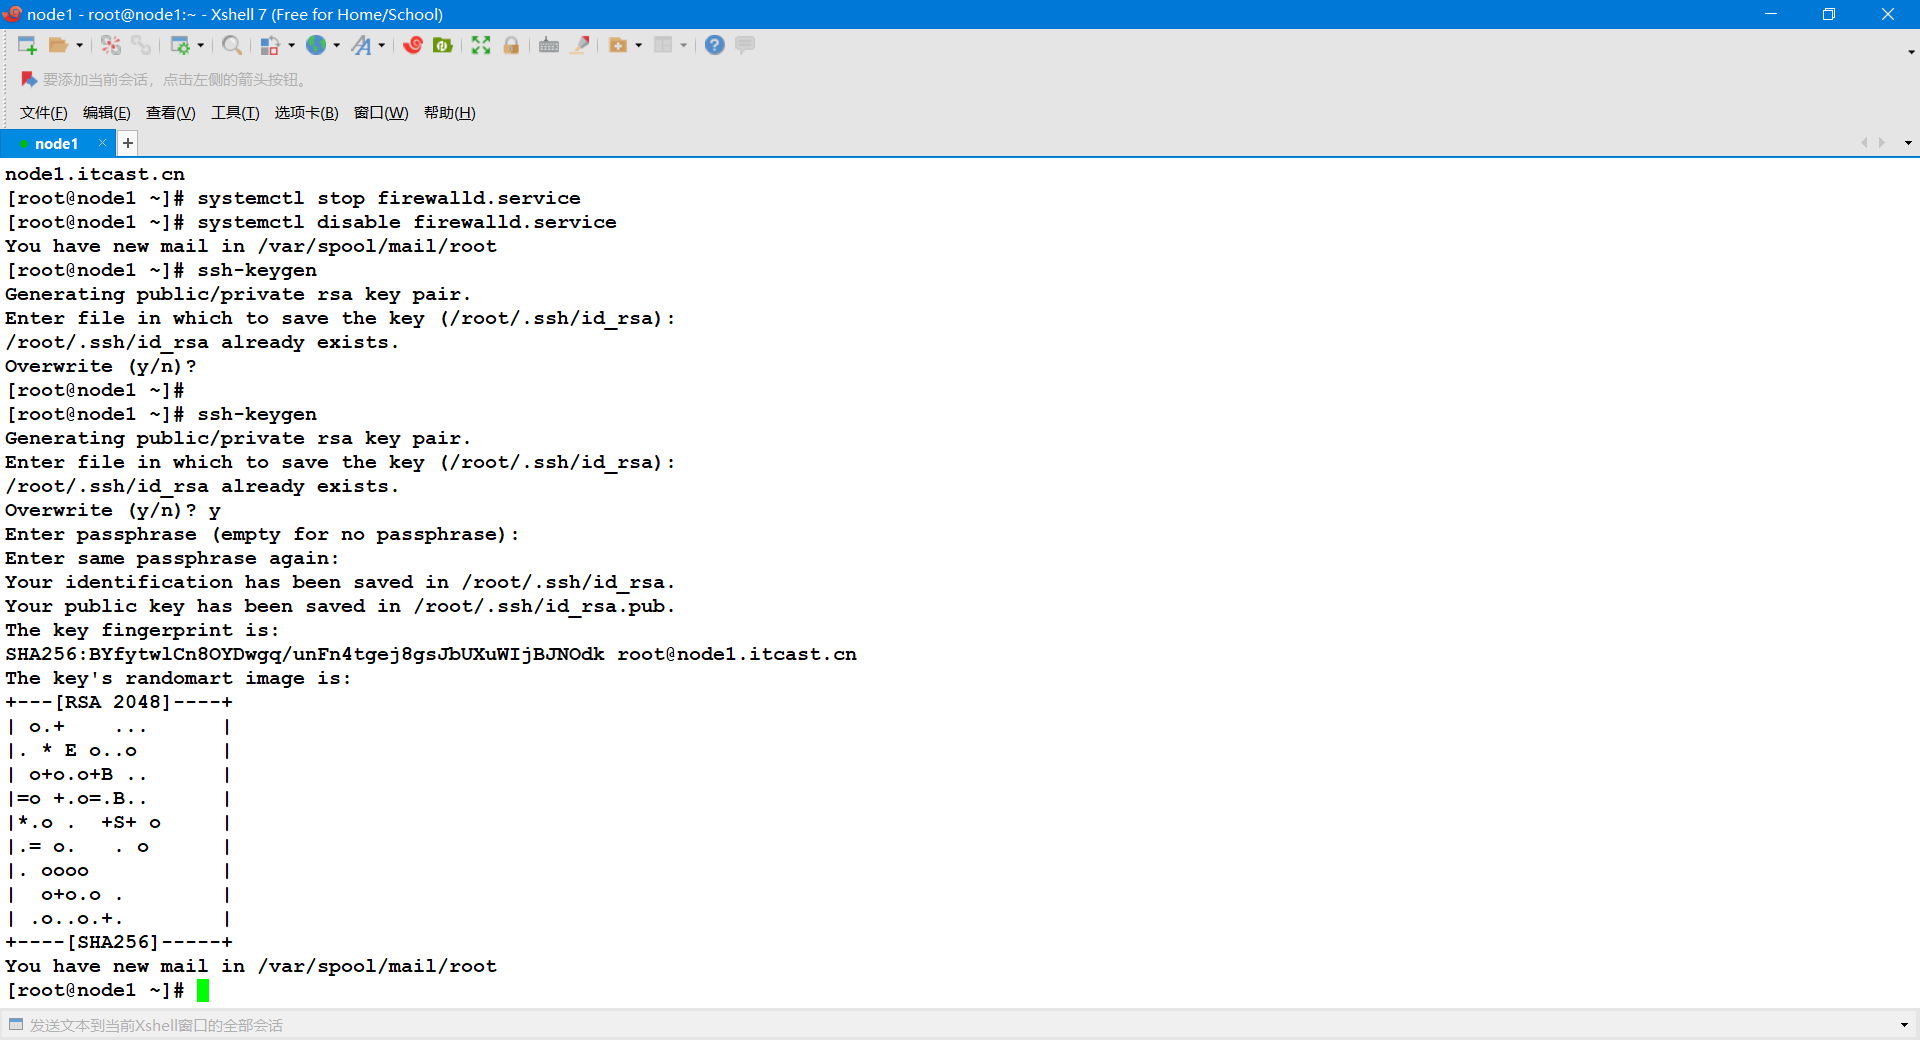 node1 - root@node1:~ - Xshell 7 (Free for Home/School)
要添加当前会话，点击左侧的箭头按钮。
文件(F) 编辑(E) 查看(V) 工具(T) 选项卡(B) 窗口(W) 帮助(H)
node1
node1.itcast.cn
[root@node1 ~]# systemctl stop firewalld.service
[root@node1 ~]# systemctl disable firewalld.service
You have new mail in /var/spool/mail/root
[root@node1 ~]# ssh-keygen
Generating public/private rsa key pair.
Enter file in which to save the key (/root/.ssh/id_rsa):
/root/.ssh/id_rsa already exists.
Overwrite (y/n)?
[root@node1 ~]#
[root@node1 ~]# ssh-keygen
Generating public/private rsa key pair.
Enter file in which to save the key (/root/.ssh/id_rsa):
/root/.ssh/id_rsa already exists.
Overwrite (y/n)? y
Enter passphrase (empty for no passphrase):
Enter same passphrase again:
Your identification has been saved in /root/.ssh/id_rsa.
Your public key has been saved in /root/.ssh/id_rsa.pub.
The key fingerprint is:
SHA256:BYfytwlCn8OYDwgq/unFn4tgej8gsJbUXuWIjBJNOdk root@node1.itcast.cn
The key's randomart image is:
+---[RSA 2048]----+
| o.+    ...      |
|. * E o..o       |
| o+o.o+B ..      |
|=o +.o=.B..      |
|*.o .  +S+ o     |
|.= o.   . o      |
|. oooo           |
|  o+o.o .        |
| .o..o.+.        |
+----[SHA256]-----+
You have new mail in /var/spool/mail/root
[root@node1 ~]#
发送文本到当前Xshell窗口的全部会话